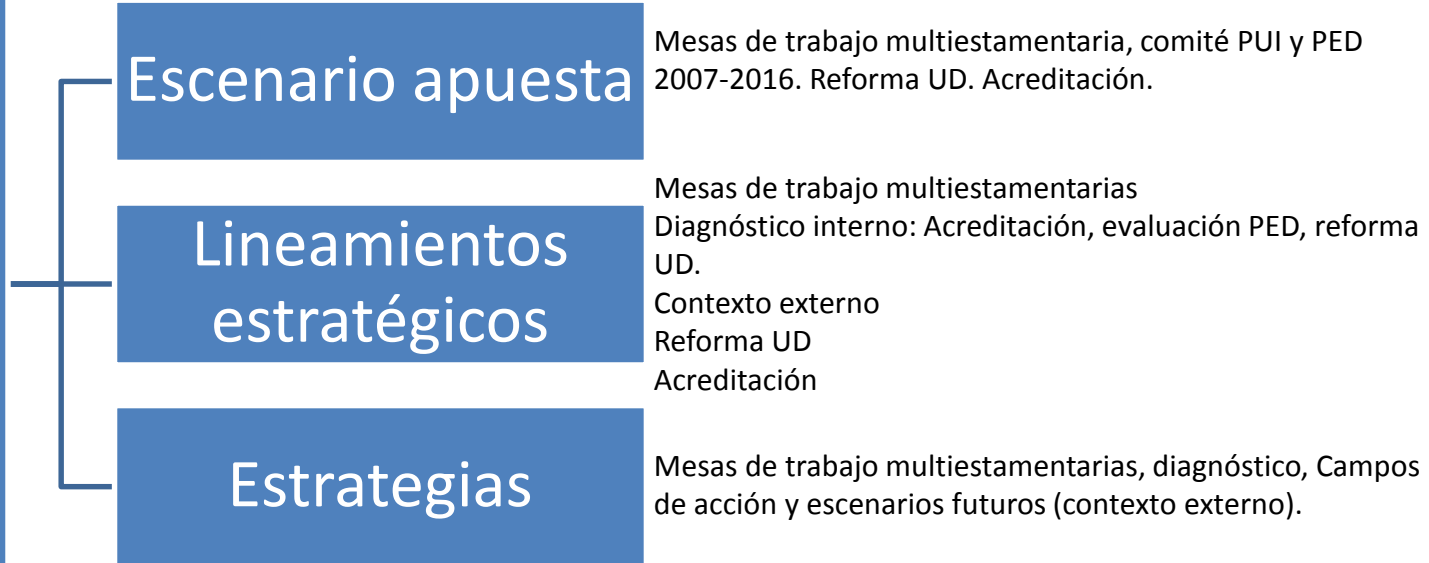 Escenario apuesta
Mesas de trabajo multiestamentaria, comité PUI y PED
2007-2016. Reforma UD. Acreditación.
Lineamientos
estratégicos
Mesas de trabajo multiestamentarias
Diagnóstico interno: Acreditación, evaluación PED, reforma
UD.
Contexto externo
Reforma UD
Acreditación
Estrategias
Mesas de trabajo multiestamentarias, diagnóstico, Campos
de acción y escenarios futuros (contexto externo).